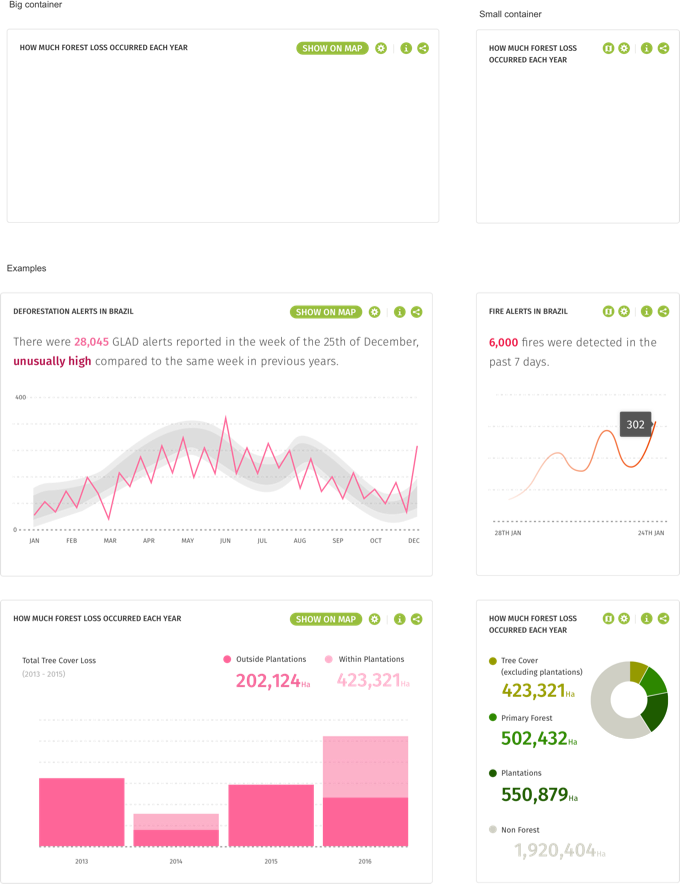 Big container
HOW MUCH FOREST LOSS OCCURRED EACH YEAR
SHOW ON MAP
Small container
HOW MUCH FOREST LOSS
OCCURRED EACH YEAR
Examples
DEFORESTATION ALERTS IN BRAZIL
SHOW ON MAP
There were 28,045 GLAD alerts reported in the week of the 25th of December,
unusually high compared to the same week in previous years.
400
0
JAN FEB MAR APR MAY JUN JUL AUG SEP OCT DEC
FIRE ALERTS IN BRAZIL
6,000 fires were detected in the
past 7 days.
302
28TH JAN 24TH JAN
HOW MUCH FOREST LOSS OCCURRED EACH YEAR
SHOW ON MAP
Total Tree Cover Loss
(2013 - 2015)
Outside Plantations
202,124Ha
Within Plantations
423,321Ha
2013 2014 2015 2016
HOW MUCH FOREST LOSS
OCCURRED EACH YEAR
Tree Cover
(excluding plantations)
423,321Ha
Primary Forest
502,432Ha
Plantations
550,879Ha
Non Forest
1,920,404Ha